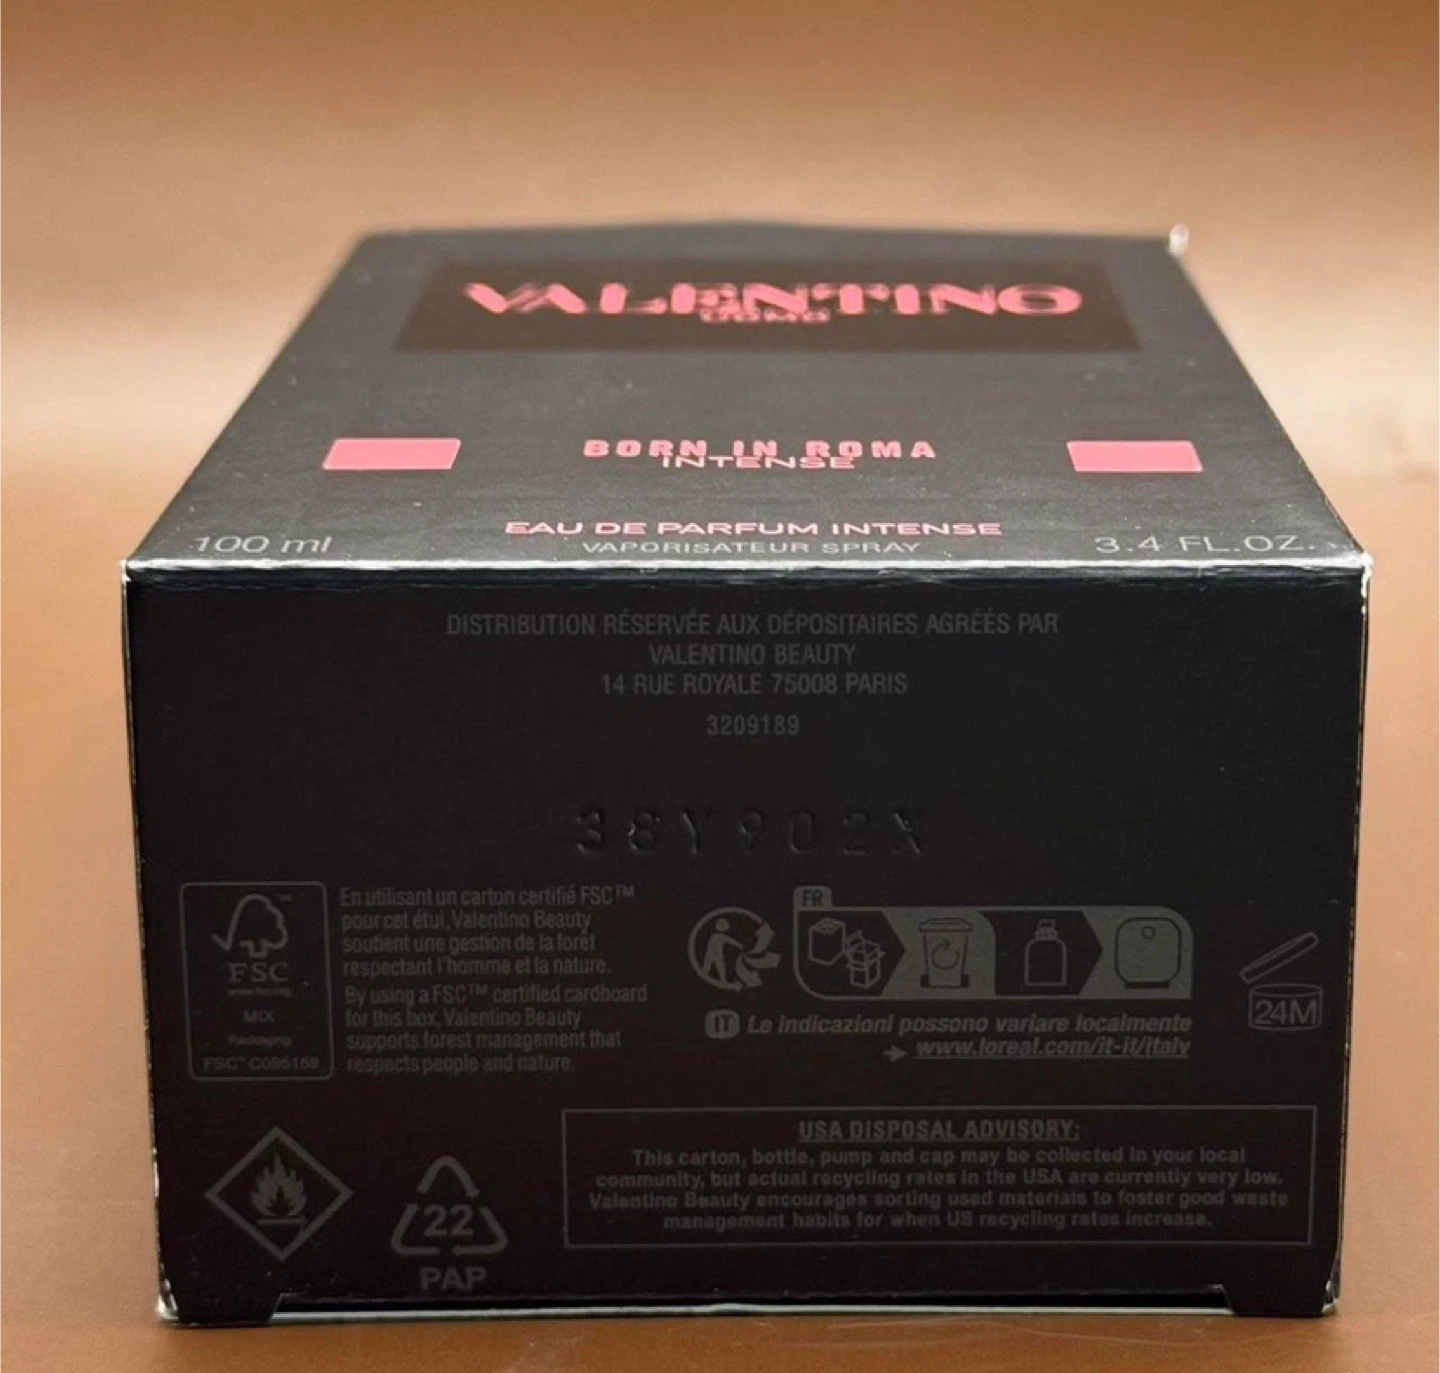 VALENTINO
UOMO
BORN IN ROMA
INTENSE
EAU DE PARFUM INTENSE
100 ml
VAPORISATEUR SPRAY
3.4 FL.OZ.
DISTRIBUTION RÉSERVÉE AUX DÉPOSITAIRES AGRÉÉS PAR
VALENTINO BEAUTY
14 RUE ROYALE 75008 PARIS
3209189
38Y902X
FSC
www.fsc.org
MIX
Packaging
FSC™ C095159
En utilisant un carton certifié FSC™
pour cet étui, Valentino Beauty
soutient une gestion de la forêt
respectant l'homme et la nature.
By using a FSC™ certified cardboard
for this box, Valentino Beauty
supports forest management that
respects people and nature.
FR
IT Le indicazioni possono variare localmente
www.loreal.com/it-it/italy
24M
22
PAP
USA DISPOSAL ADVISORY:
This carton, bottle, pump and cap may be collected in your local
community, but actual recycling rates in the USA are currently very low.
Valentino Beauty encourages sorting used materials to foster good waste
management habits for when US recycling rates increase.